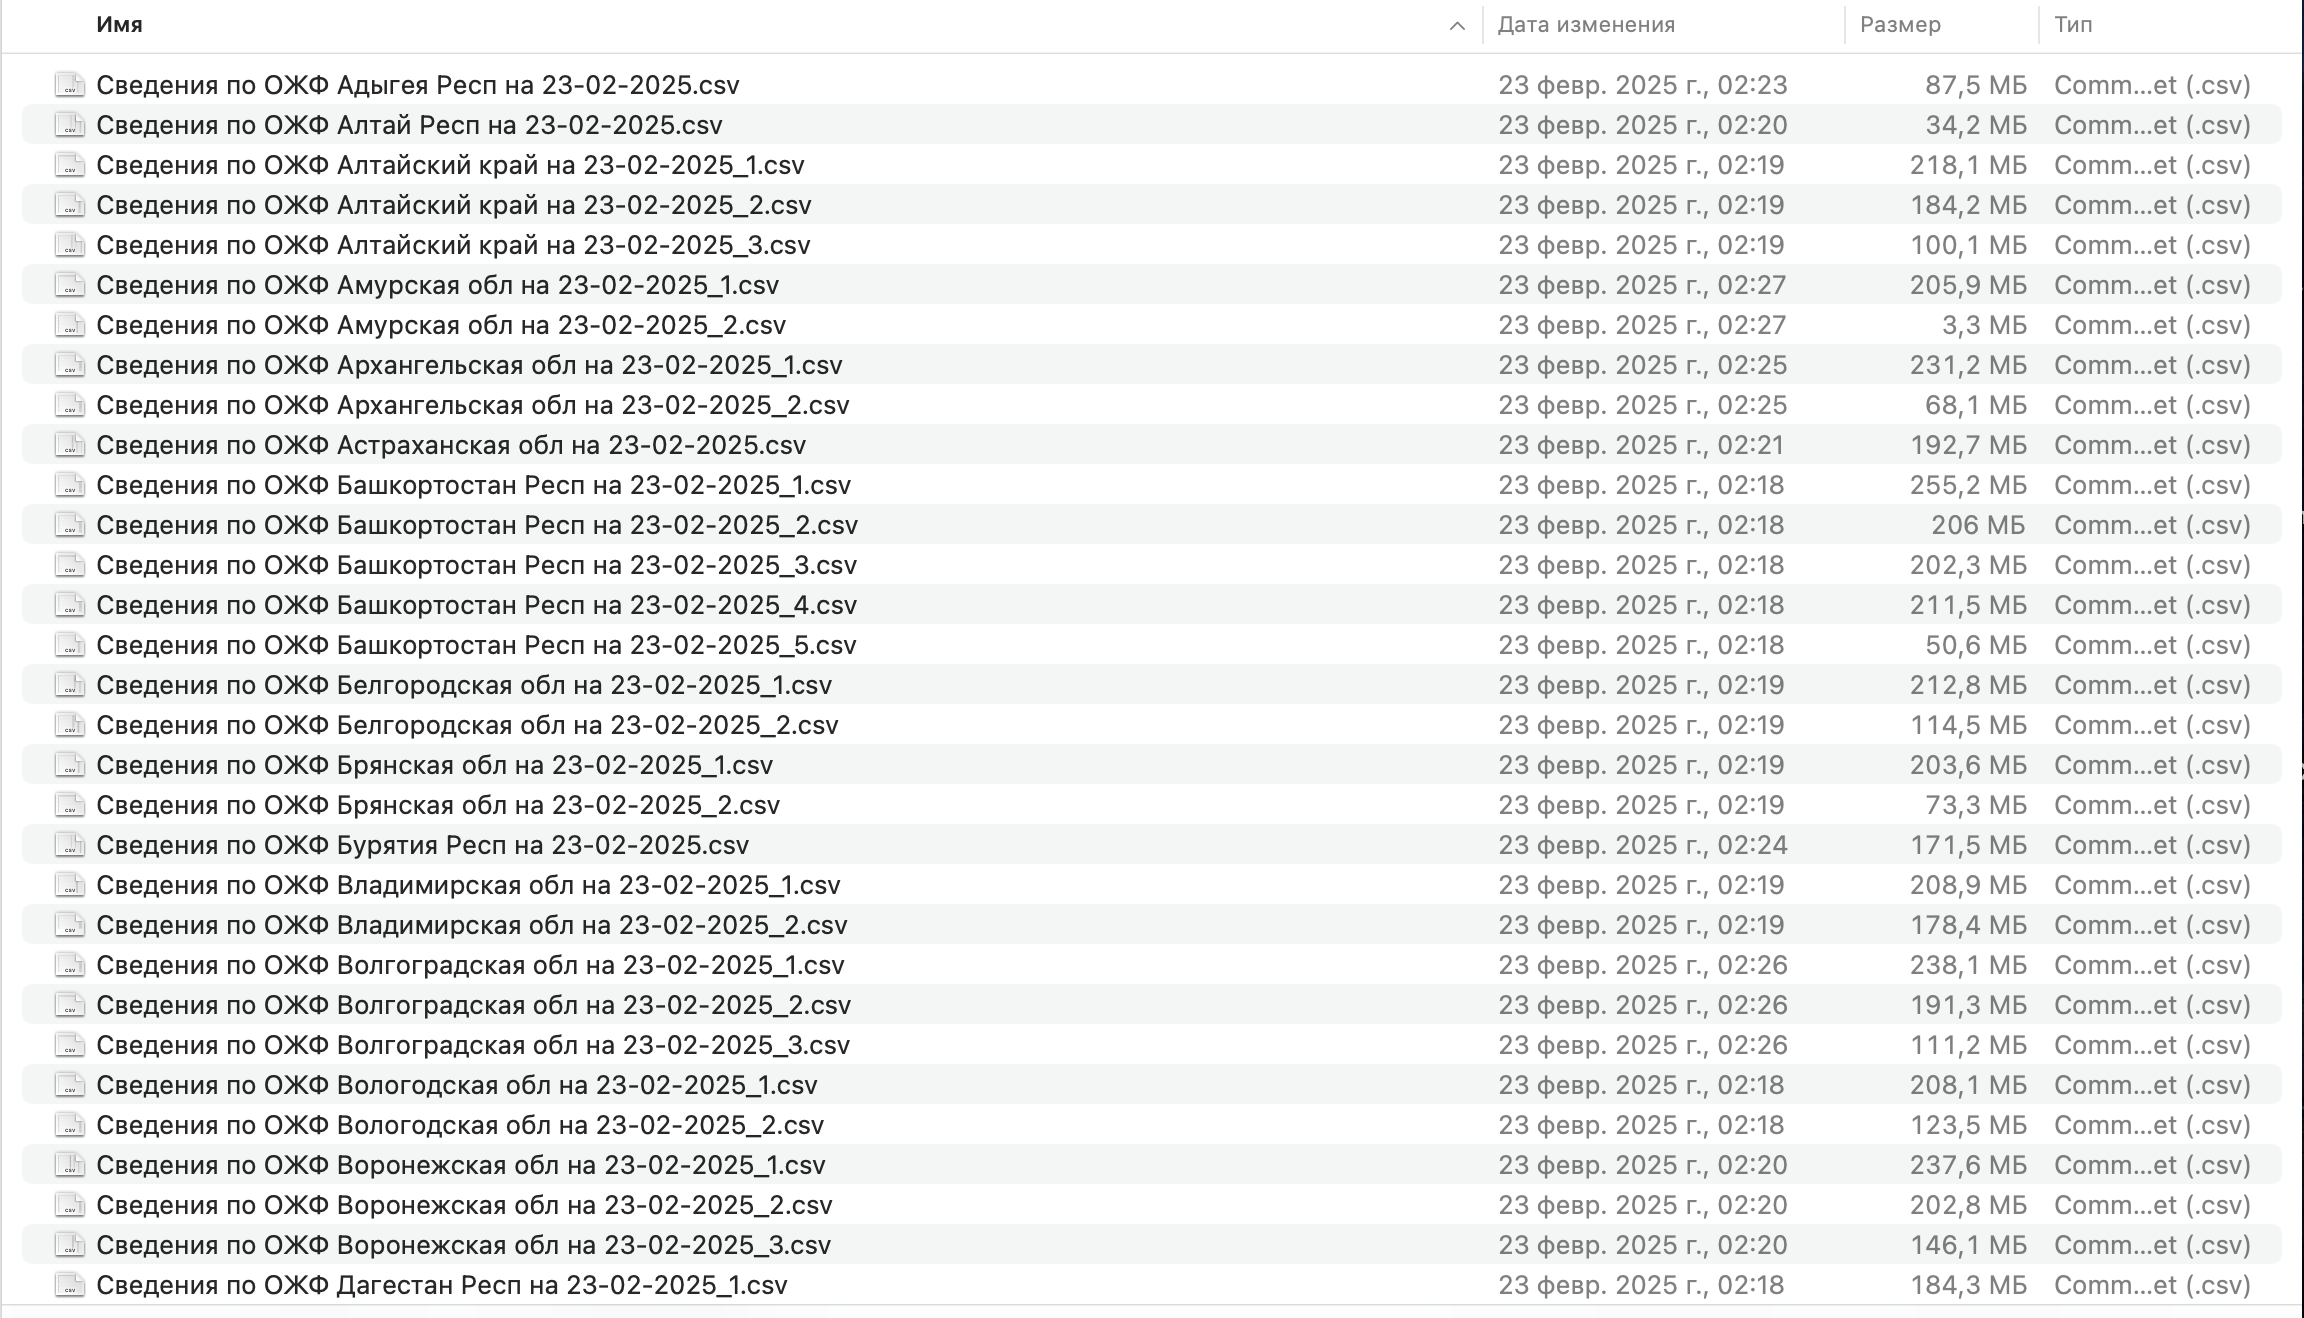 Имя Дата изменения Размер Тип
Сведения по ОЖФ Адыгея Респ на 23-02-2025.csv 23 февр. 2025 г., 02:23 87,5 МБ Comm...et (.csv)
Сведения по ОЖФ Алтай Респ на 23-02-2025.csv 23 февр. 2025 г., 02:20 34,2 МБ Comm...et (.csv)
Сведения по ОЖФ Алтайский край на 23-02-2025_1.csv 23 февр. 2025 г., 02:19 218,1 МБ Comm...et (.csv)
Сведения по ОЖФ Алтайский край на 23-02-2025_2.csv 23 февр. 2025 г., 02:19 184,2 МБ Comm...et (.csv)
Сведения по ОЖФ Алтайский край на 23-02-2025_3.csv 23 февр. 2025 г., 02:19 100,1 МБ Comm...et (.csv)
Сведения по ОЖФ Амурская обл на 23-02-2025_1.csv 23 февр. 2025 г., 02:27 205,9 МБ Comm...et (.csv)
Сведения по ОЖФ Амурская обл на 23-02-2025_2.csv 23 февр. 2025 г., 02:27 3,3 МБ Comm...et (.csv)
Сведения по ОЖФ Архангельская обл на 23-02-2025_1.csv 23 февр. 2025 г., 02:25 231,2 МБ Comm...et (.csv)
Сведения по ОЖФ Архангельская обл на 23-02-2025_2.csv 23 февр. 2025 г., 02:25 68,1 МБ Comm...et (.csv)
Сведения по ОЖФ Астраханская обл на 23-02-2025.csv 23 февр. 2025 г., 02:21 192,7 МБ Comm...et (.csv)
Сведения по ОЖФ Башкортостан Респ на 23-02-2025_1.csv 23 февр. 2025 г., 02:18 255,2 МБ Comm...et (.csv)
Сведения по ОЖФ Башкортостан Респ на 23-02-2025_2.csv 23 февр. 2025 г., 02:18 206 МБ Comm...et (.csv)
Сведения по ОЖФ Башкортостан Респ на 23-02-2025_3.csv 23 февр. 2025 г., 02:18 202,3 МБ Comm...et (.csv)
Сведения по ОЖФ Башкортостан Респ на 23-02-2025_4.csv 23 февр. 2025 г., 02:18 211,5 МБ Comm...et (.csv)
Сведения по ОЖФ Башкортостан Респ на 23-02-2025_5.csv 23 февр. 2025 г., 02:18 50,6 МБ Comm...et (.csv)
Сведения по ОЖФ Белгородская обл на 23-02-2025_1.csv 23 февр. 2025 г., 02:19 212,8 МБ Comm...et (.csv)
Сведения по ОЖФ Белгородская обл на 23-02-2025_2.csv 23 февр. 2025 г., 02:19 114,5 МБ Comm...et (.csv)
Сведения по ОЖФ Брянская обл на 23-02-2025_1.csv 23 февр. 2025 г., 02:19 203,6 МБ Comm...et (.csv)
Сведения по ОЖФ Брянская обл на 23-02-2025_2.csv 23 февр. 2025 г., 02:19 73,3 МБ Comm...et (.csv)
Сведения по ОЖФ Бурятия Респ на 23-02-2025.csv 23 февр. 2025 г., 02:24 171,5 МБ Comm...et (.csv)
Сведения по ОЖФ Владимирская обл на 23-02-2025_1.csv 23 февр. 2025 г., 02:19 208,9 МБ Comm...et (.csv)
Сведения по ОЖФ Владимирская обл на 23-02-2025_2.csv 23 февр. 2025 г., 02:19 178,4 МБ Comm...et (.csv)
Сведения по ОЖФ Волгоградская обл на 23-02-2025_1.csv 23 февр. 2025 г., 02:26 238,1 МБ Comm...et (.csv)
Сведения по ОЖФ Волгоградская обл на 23-02-2025_2.csv 23 февр. 2025 г., 02:26 191,3 МБ Comm...et (.csv)
Сведения по ОЖФ Волгоградская обл на 23-02-2025_3.csv 23 февр. 2025 г., 02:26 111,2 МБ Comm...et (.csv)
Сведения по ОЖФ Вологодская обл на 23-02-2025_1.csv 23 февр. 2025 г., 02:18 208,1 МБ Comm...et (.csv)
Сведения по ОЖФ Вологодская обл на 23-02-2025_2.csv 23 февр. 2025 г., 02:18 123,5 МБ Comm...et (.csv)
Сведения по ОЖФ Воронежская обл на 23-02-2025_1.csv 23 февр. 2025 г., 02:20 237,6 МБ Comm...et (.csv)
Сведения по ОЖФ Воронежская обл на 23-02-2025_2.csv 23 февр. 2025 г., 02:20 202,8 МБ Comm...et (.csv)
Сведения по ОЖФ Воронежская обл на 23-02-2025_3.csv 23 февр. 2025 г., 02:20 146,1 МБ Comm...et (.csv)
Сведения по ОЖФ Дагестан Респ на 23-02-2025_1.csv 23 февр. 2025 г., 02:18 184,3 МБ Comm...et (.csv)